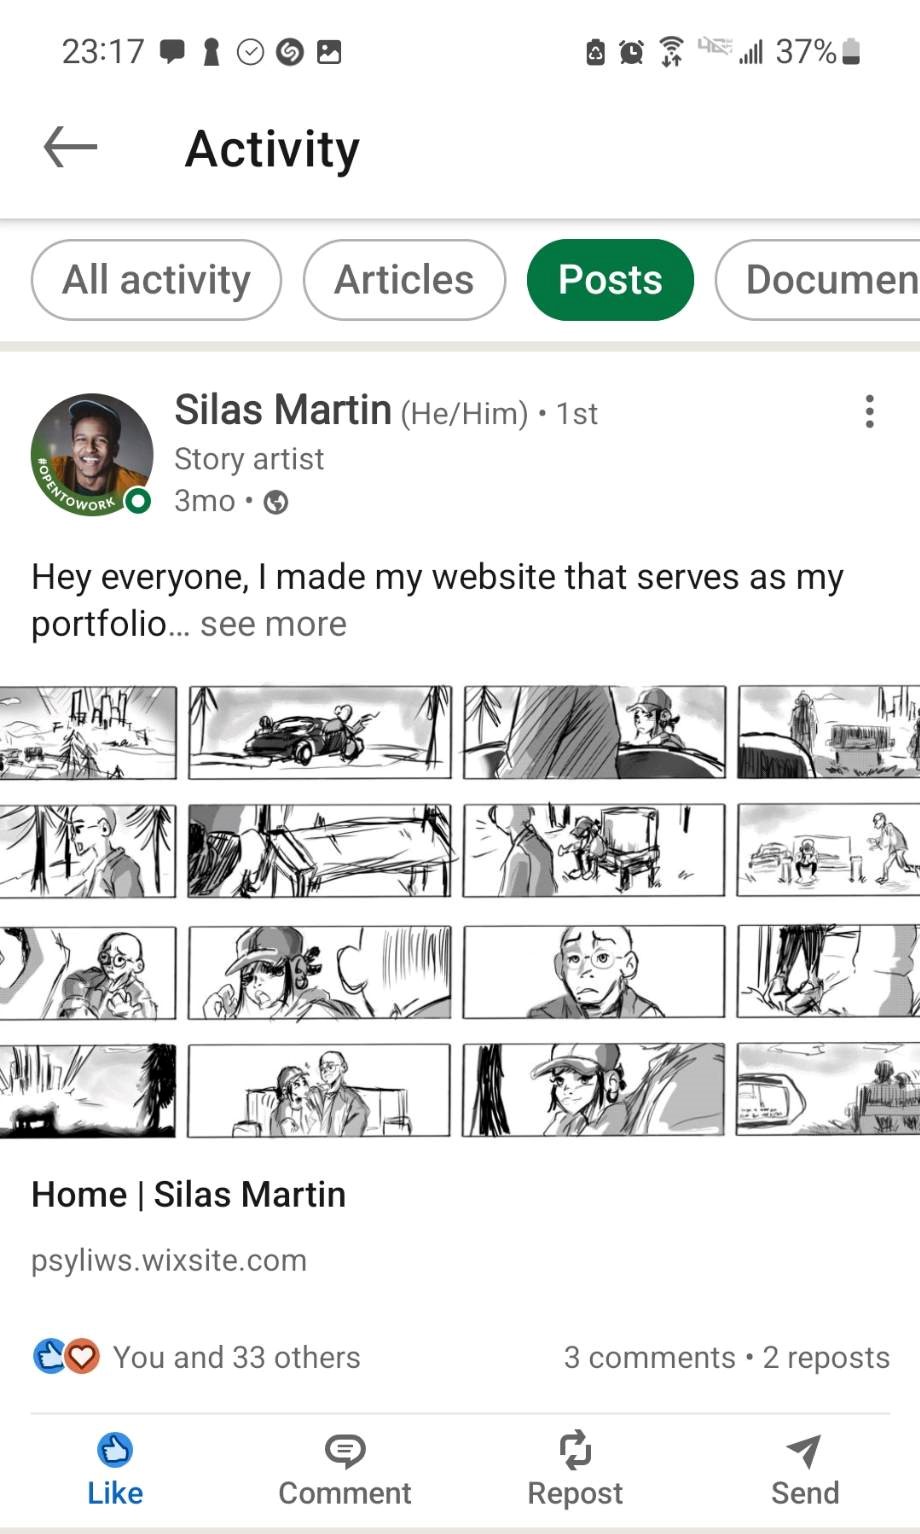 23:17 37%
Activity
All activity Articles Posts Documen
Silas Martin (He/Him) • 1st
Story artist
3mo •
#OPENTOWORK
Hey everyone, I made my website that serves as my
portfolio... see more
Home | Silas Martin
psyliws.wixsite.com
You and 33 others 3 comments • 2 reposts
Like Comment Repost Send